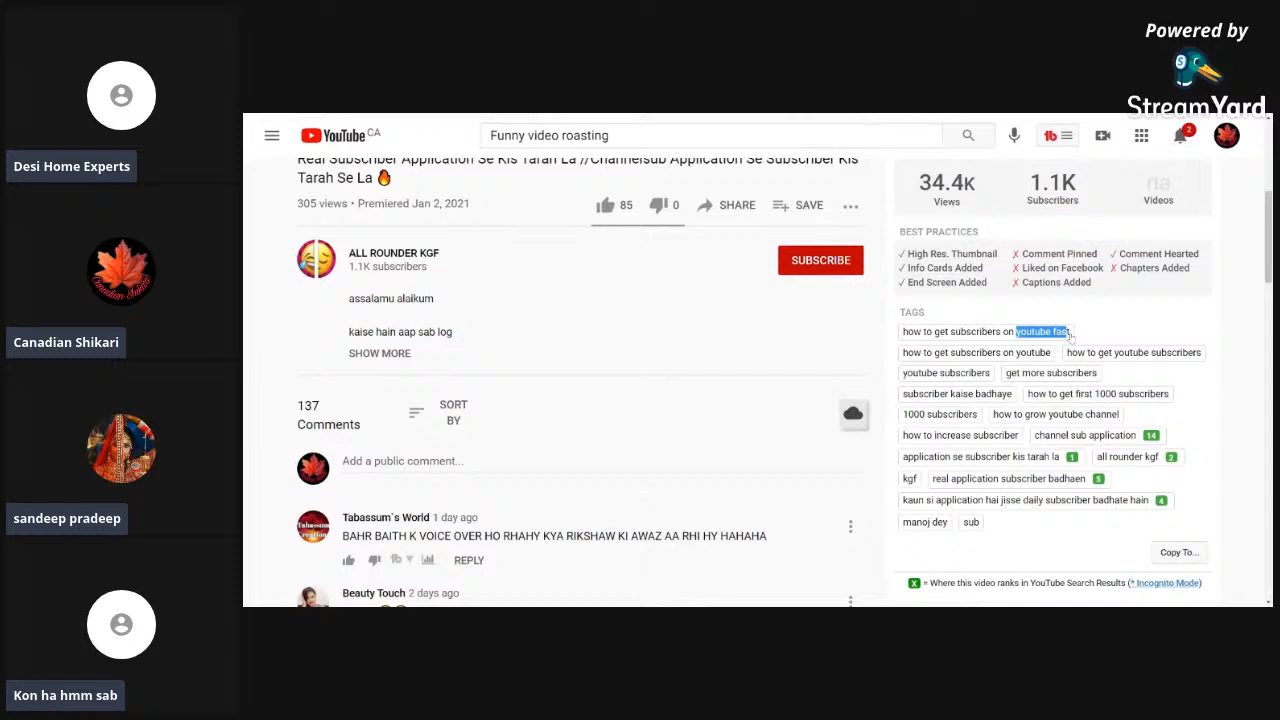 Powered by
StreamYard
Desi Home Experts
Canadian Shikari
Canadian Shikari
sandeep pradeep
Kon ha hmm sab
YouTube CA
Funny video roasting
tb
2
Real Subscriber Application Se Kis Tarah La //Channelsub Application Se Subscriber Kis
Tarah Se La
305 views • Premiered Jan 2, 2021
85
0
SHARE
SAVE
ALL ROUNDER KGF
1.1K subscribers
SUBSCRIBE
assalamu alaikum
kaise hain aap sab log
SHOW MORE
137
Comments
SORT
BY
Add a public comment...
Tabassum`s World 1 day ago
BAHR BAITH K VOICE OVER HO RHAHY KYA RIKSHAW KI AWAZ AA RHI HY HAHAHA
tb
REPLY
Beauty Touch 2 days ago
34.4K
Views
1.1K
Subscribers
na
Videos
BEST PRACTICES
✓ High Res. Thumbnail ✗ Comment Pinned ✓ Comment Hearted
✓ Info Cards Added ✗ Liked on Facebook ✗ Chapters Added
✓ End Screen Added ✗ Captions Added
TAGS
how to get subscribers on youtube fast
how to get subscribers on youtube how to get youtube subscribers
youtube subscribers get more subscribers
subscriber kaise badhaye how to get first 1000 subscribers
1000 subscribers how to grow youtube channel
how to increase subscriber channel sub application 14
application se subscriber kis tarah la 1 all rounder kgf 2
kgf real application subscriber badhaen 5
kaun si application hai jisse daily subscriber badhate hain 4
manoj dey sub
Copy To...
X = Where this video ranks in YouTube Search Results (* Incognito Mode)